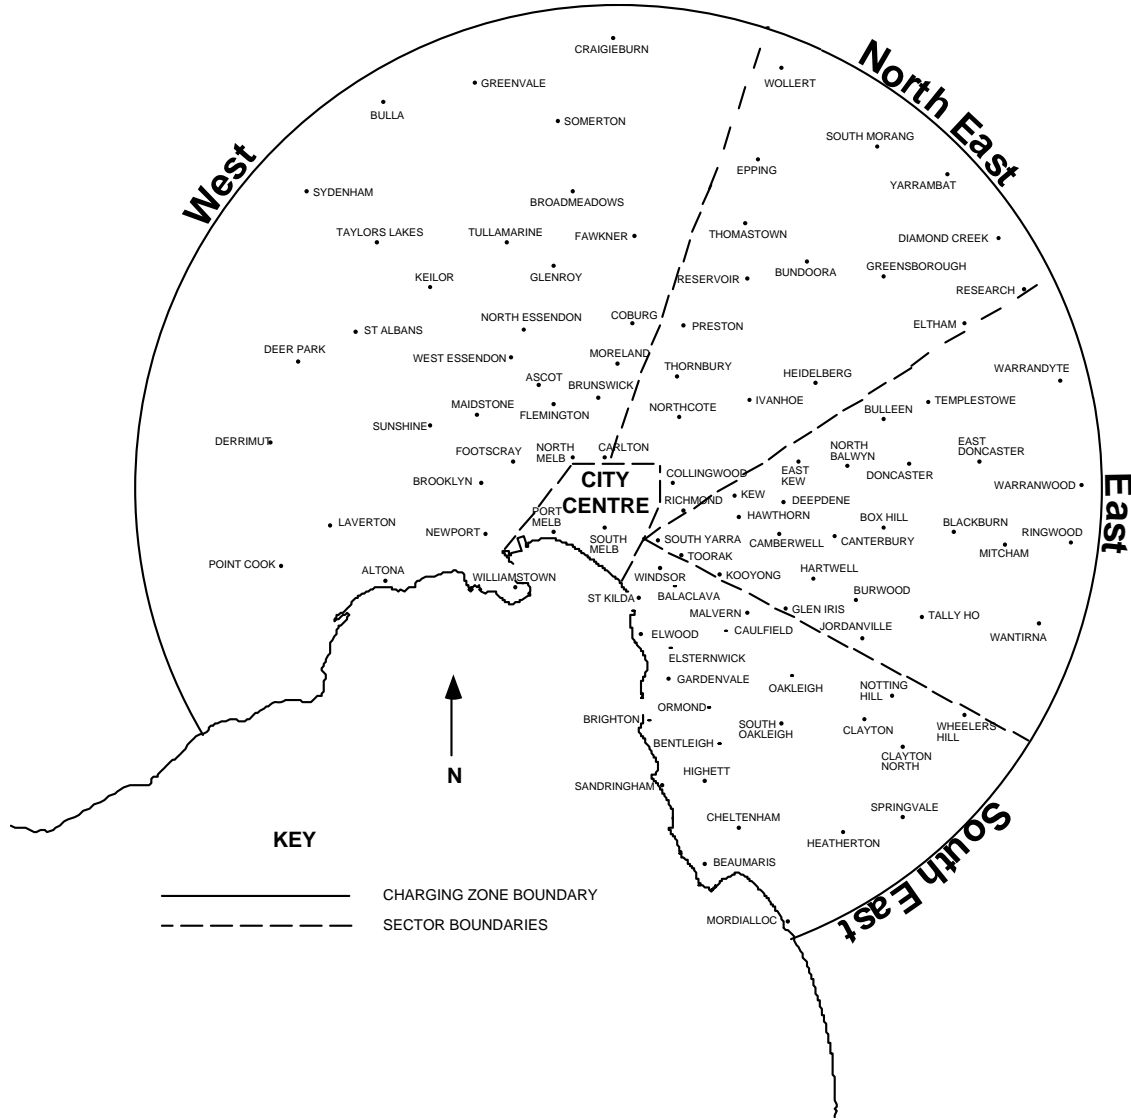 CRAIGIEBURN
North East
WOLLERT
GREENVALE
BULLA
SOMERTON
SOUTH MORANG
West
EPPING
YARRAMBAT
SYDENHAM
BROADMEADOWS
TAYLORS LAKES
TULLAMARINE
FAWKNER
THOMASTOWN
DIAMOND CREEK
KEILOR
GLENROY
RESERVOIR
BUNDOORA
GREENSBOROUGH
RESEARCH
NORTH ESSENDON
COBURG
ST ALBANS
PRESTON
ELTHAM
DEER PARK
WEST ESSENDON
MORELAND
THORNBURY
HEIDELBERG
WARRANDYTE
ASCOT
BRUNSWICK
MAIDSTONE
FLEMINGTON
NORTHCOTE
IVANHOE
BULLEEN
TEMPLESTOWE
SUNSHINE
DERRIMUT
FOOTSCRAY
NORTH
MELB
CARLTON
NORTH
BALWYN
EAST
DONCASTER
BROOKLYN
CITY
CENTRE
COLLINGWOOD
EAST
KEW
DONCASTER
WARRANWOOD
East
RICHMOND
KEW
DEEPDENE
PORT
MELB
HAWTHORN
LAVERTON
NEWPORT
SOUTH
MELB
SOUTH YARRA
CAMBERWELL
BOX HILL
CANTERBURY
BLACKBURN
MITCHAM
RINGWOOD
TOORAK
POINT COOK
ALTONA
WILLIAMSTOWN
WINDSOR
KOOYONG
HARTWELL
ST KILDA
BALACLAVA
BURWOOD
MALVERN
GLEN IRIS
TALLY HO
ELWOOD
CAULFIELD
JORDANVILLE
WANTIRNA
ELSTERNWICK
GARDENVALE
OAKLEIGH
NOTTING
HILL
ORMOND
BRIGHTON
SOUTH
OAKLEIGH
CLAYTON
WHEELERS
HILL
BENTLEIGH
CLAYTON
NORTH
N
SANDRINGHAM
HIGHETT
SPRINGVALE
CHELTENHAM
HEATHERTON
South East
KEY
BEAUMARIS
CHARGING ZONE BOUNDARY
MORDIALLOC
SECTOR BOUNDARIES